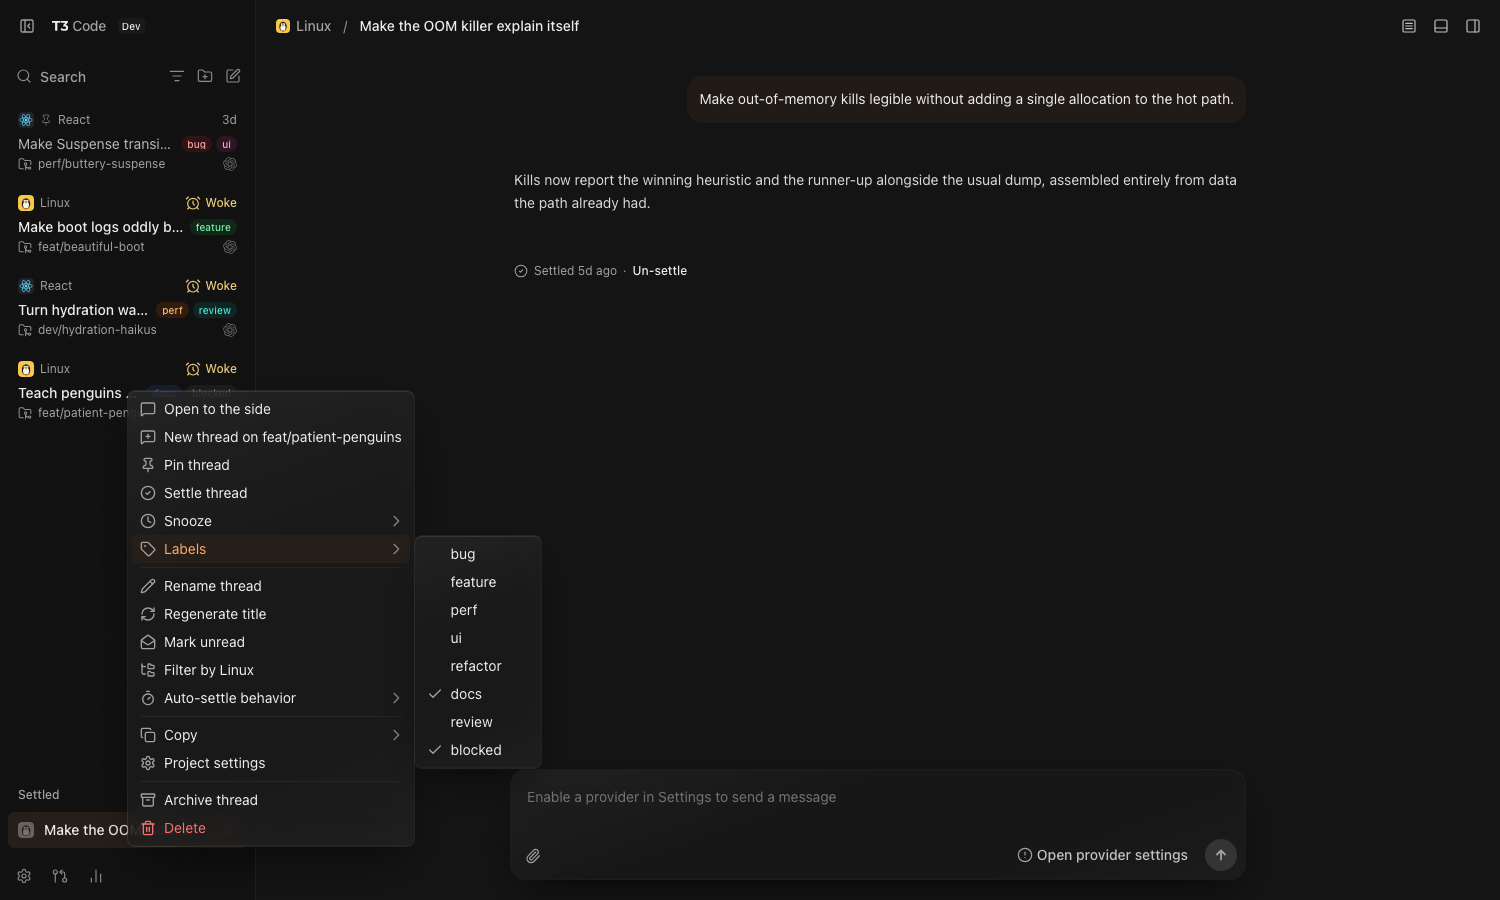 T3 Code Dev
Linux / Make the OOM killer explain itself
Search
React 3d
Make Suspense transi... bug ui
perf/buttery-suspense
Linux Woke
Make boot logs oddly b... feature
feat/beautiful-boot
React Woke
Turn hydration wa... perf review
dev/hydration-haikus
Linux Woke
Teach penguins ... docs blocked
feat/patient-pen
Open to the side
New thread on feat/patient-penguins
Pin thread
Settle thread
Snooze
Labels
Rename thread
Regenerate title
Mark unread
Filter by Linux
Auto-settle behavior
Copy
Project settings
Archive thread
Delete
bug
feature
perf
ui
refactor
docs
review
blocked
Settled
Make the OOM
Make out-of-memory kills legible without adding a single allocation to the hot path.
Kills now report the winning heuristic and the runner-up alongside the usual dump, assembled entirely from data
the path already had.
Settled 5d ago · Un-settle
Enable a provider in Settings to send a message
Open provider settings